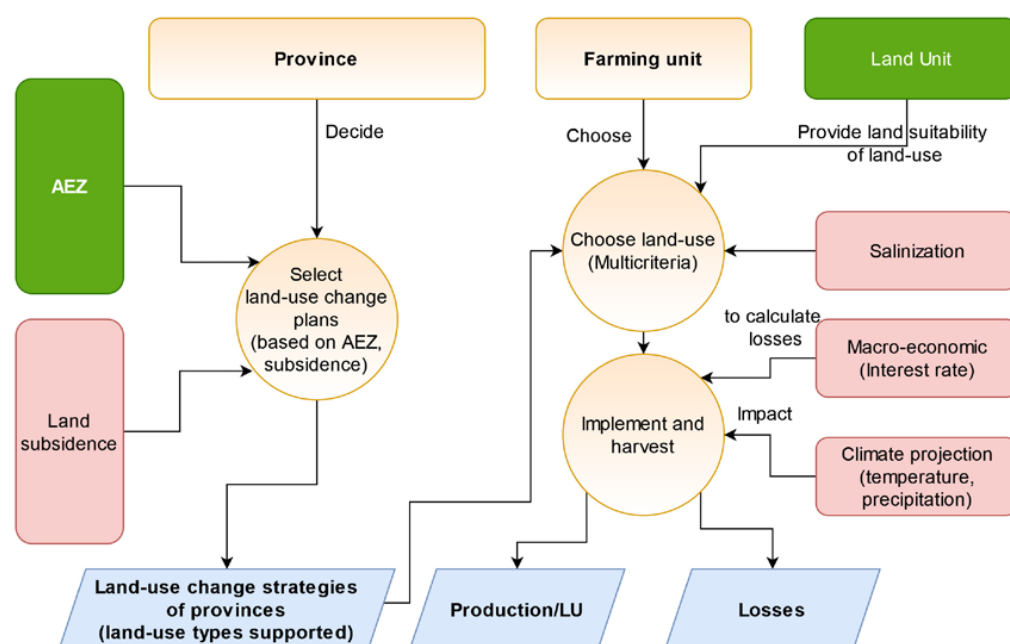 Province
Farming unit
Land Unit
Decide
Choose
Provide land suitability
of land-use
AEZ
Select
land-use change
plans
(based on AEZ,
subsidence)
Choose land-use
(Multicriteria)
Salinization
to calculate
losses
Macro-economic
(Interest rate)
Land
subsidence
Implement and
harvest
Impact
Climate projection
(temperature,
precipitation)
Land-use change strategies
of provinces
(land-use types supported)
Production/LU
Losses